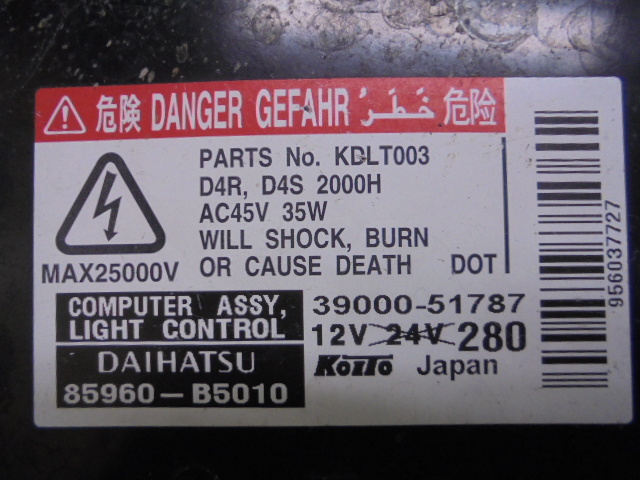 危険 DANGER GEFAHR خَطَرْ 危险
PARTS No. KDLT003
D4R, D4S 2000H
AC45V 35W
WILL SHOCK, BURN
OR CAUSE DEATH DOT
MAX25000V
COMPUTER ASSY,
LIGHT CONTROL
DAIHATSU
85960-B5010
39000-51787
12V 24V 280
KOITO Japan
956037727